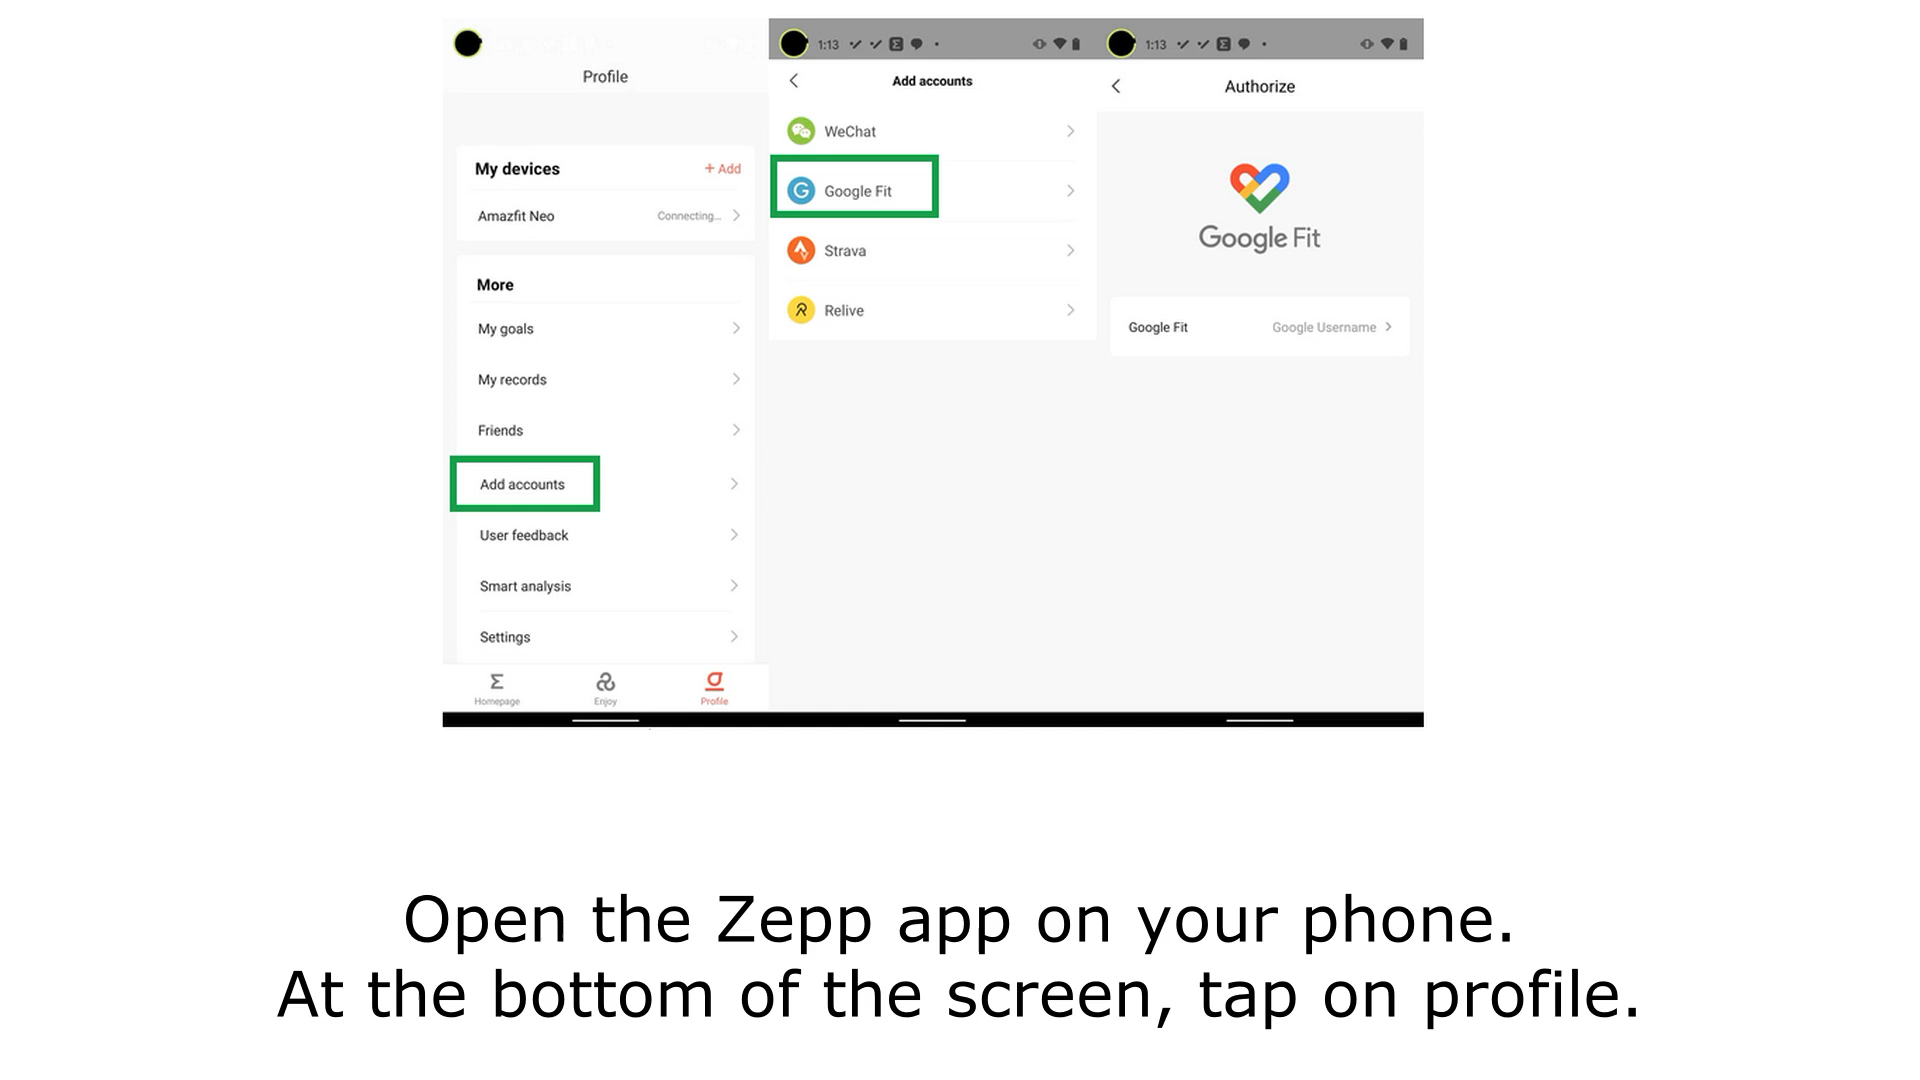 Profile
My devices
+ Add
Amazfit Neo
Connecting...
More
My goals
My records
Friends
Add accounts
User feedback
Smart analysis
Settings
Homepage
Enjoy
Profile
1:13
Add accounts
WeChat
Google Fit
Strava
Relive
1:13
Authorize
Google Fit
Google Fit
Google Username
Open the Zepp app on your phone.
At the bottom of the screen, tap on profile.